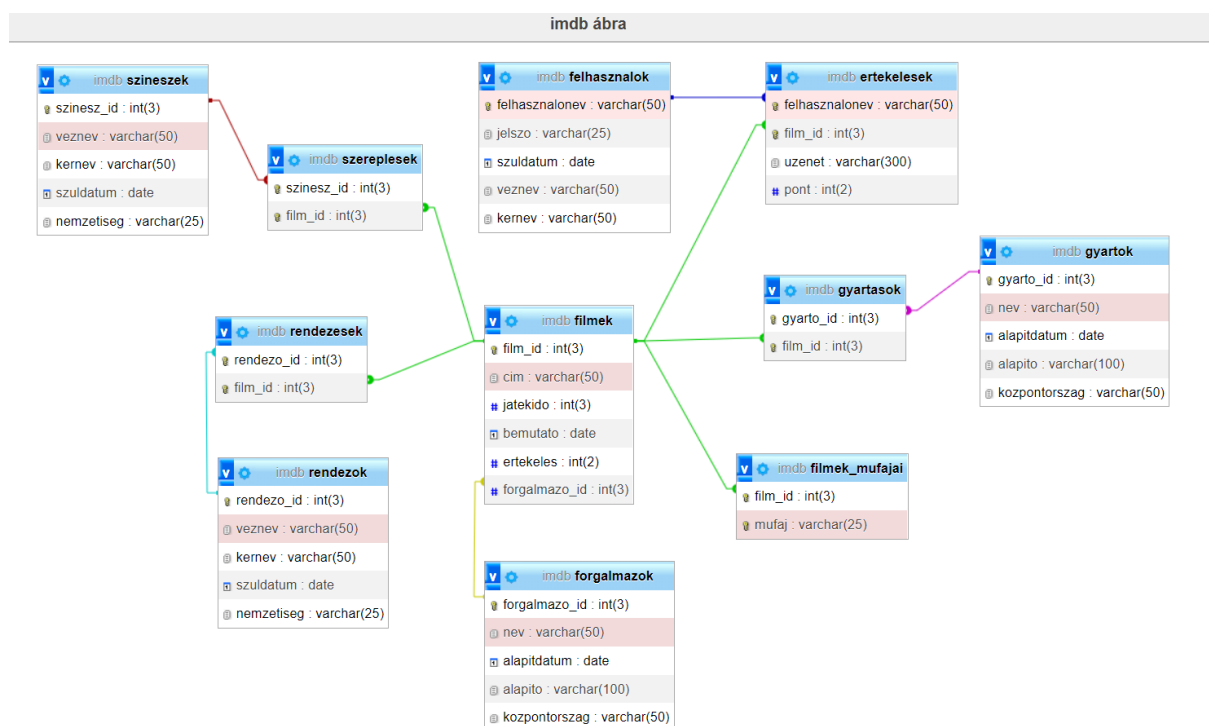 imdb ábra
imdb szineszek
szinesz_id : int(3)
veznev : varchar(50)
kernev : varchar(50)
szuldatum : date
nemzetiseg : varchar(25)
imdb szereplesek
szinesz_id : int(3)
film_id : int(3)
imdb felhasznalok
felhasznalonev : varchar(50)
jelszo : varchar(25)
szuldatum : date
veznev : varchar(50)
kernev : varchar(50)
imdb ertekelesek
felhasznalonev : varchar(50)
film_id : int(3)
uzenet : varchar(300)
pont : int(2)
imdb gyartok
gyarto_id : int(3)
nev : varchar(50)
alapitdatum : date
alapito : varchar(100)
kozpontorszag : varchar(50)
imdb gyartasok
gyarto_id : int(3)
film_id : int(3)
imdb rendezesek
rendezo_id : int(3)
film_id : int(3)
imdb filmek
film_id : int(3)
cim : varchar(50)
jatekido : int(3)
bemutato : date
ertekeles : int(2)
forgalmazo_id : int(3)
imdb rendezok
rendezo_id : int(3)
veznev : varchar(50)
kernev : varchar(50)
szuldatum : date
nemzetiseg : varchar(25)
imdb filmek_mufajai
film_id : int(3)
mufaj : varchar(25)
imdb forgalmazok
forgalmazo_id : int(3)
nev : varchar(50)
alapitdatum : date
alapito : varchar(100)
kozpontorszag : varchar(50)